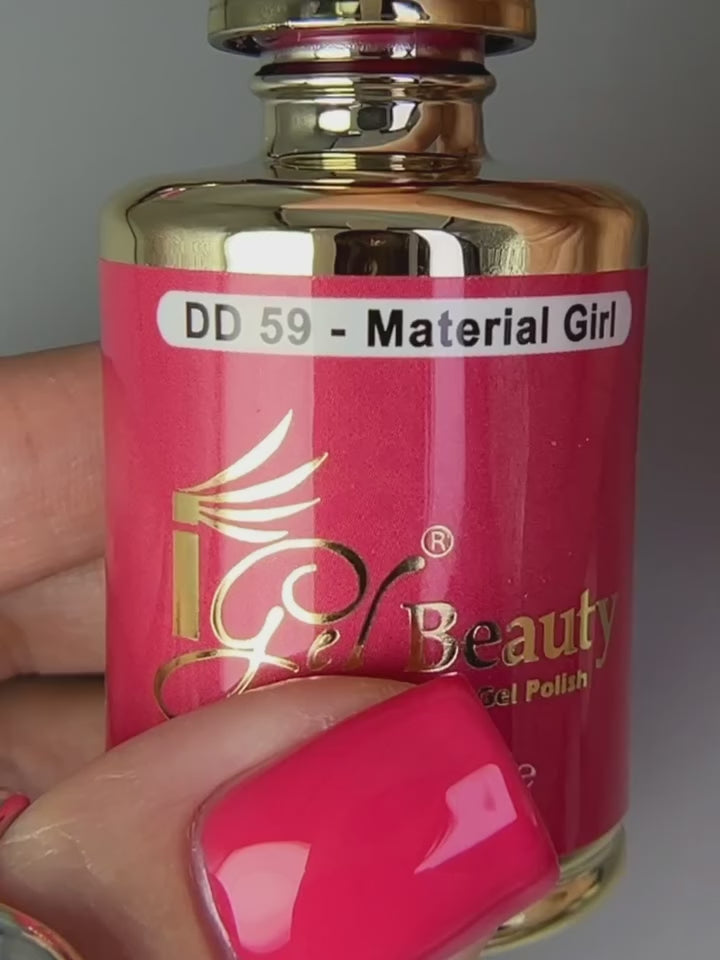 DD 59 - Material Girl
iGel Beauty®
Gel Polish